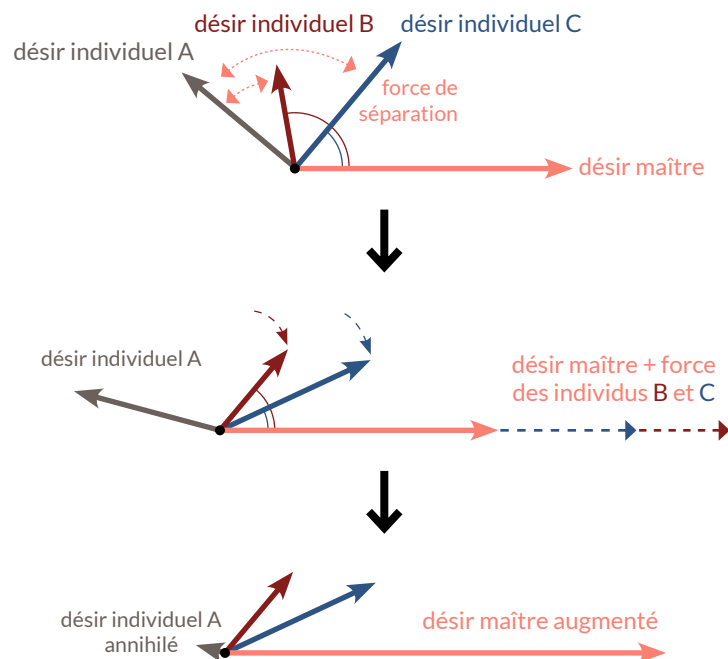 désir individuel B
désir individuel C
désir individuel A
force de
séparation
désir maître
désir individuel A
désir maître + force
des individus B et C
désir individuel A
annihilé
désir maître augmenté